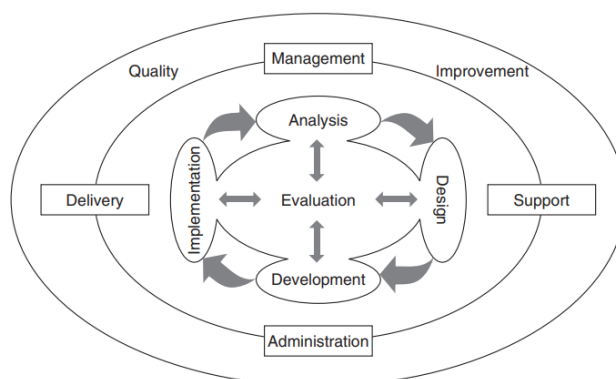 Management
Quality
Improvement
Analysis
Implementation
Delivery
Evaluation
Design
Support
Development
Administration